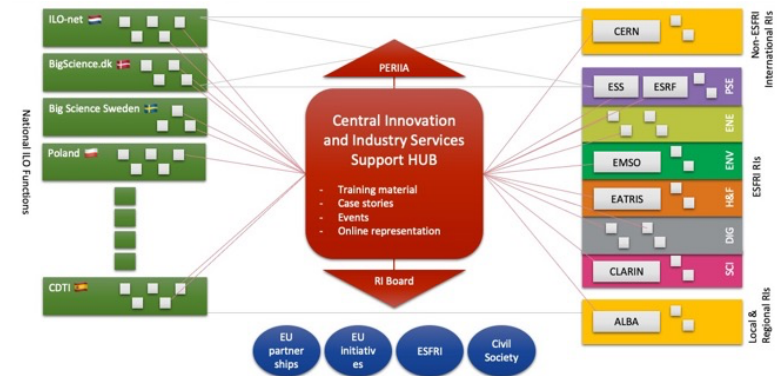 National ILO Functions
ILO-net
BigScience.dk
Big Science Sweden
Poland
CDTI
PERIIA
Central Innovation
and Industry Services
Support HUB
- Training material
- Case stories
- Events
- Online representation
RI Board
EU
partner
ships
EU
initiativ
es
ESFRI
Civil
Society
CERN
ESS
ESRF
EMSO
EATRIS
CLARIN
ALBA
PSE
ENE
ENV
H&F
DIG
SCI
Non-ESFRI
International RIs
ESFRI RIs
Local &
Regional RIs